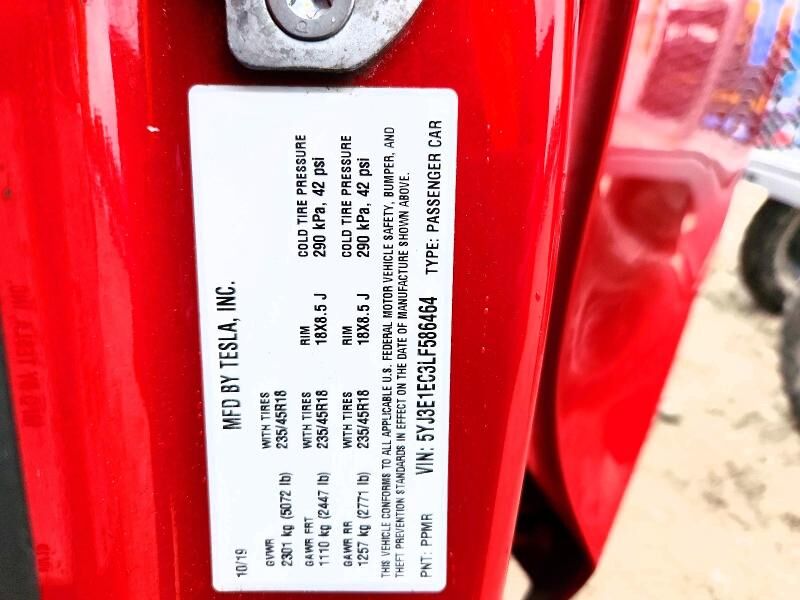 MFD BY TESLA, INC.
10/19
GVWR WITH TIRES
2301 kg (5072 lb) 235/45R18
GAWR FRT WITH TIRES RIM COLD TIRE PRESSURE
1110 kg (2447 lb) 235/45R18 18X8.5 J 290 kPa, 42 psi
GAWR RR WITH TIRES RIM COLD TIRE PRESSURE
1257 kg (2771 lb) 235/45R18 18X8.5 J 290 kPa, 42 psi
THIS VEHICLE CONFORMS TO ALL APPLICABLE U.S. FEDERAL MOTOR VEHICLE SAFETY, BUMPER, AND
THEFT PREVENTION STANDARDS IN EFFECT ON THE DATE OF MANUFACTURE SHOWN ABOVE.
PNT: PPMR VIN: 5YJ3E1EC3LF586464 TYPE: PASSENGER CAR